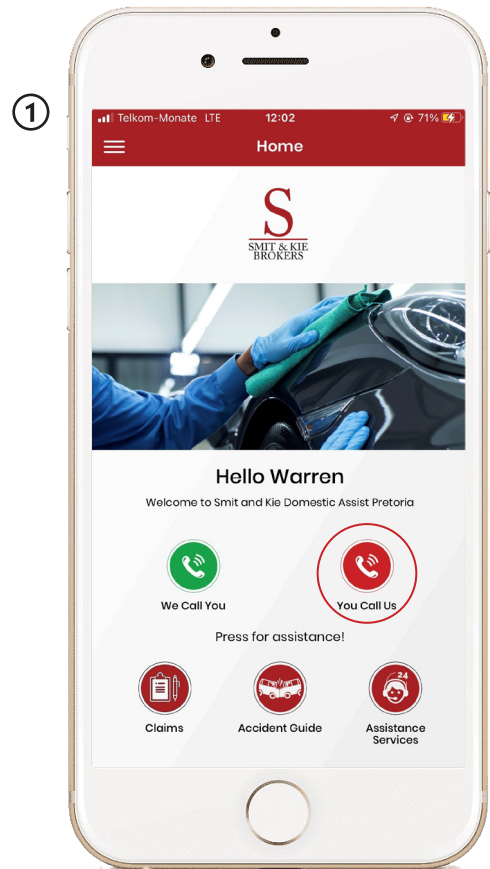 1
Telkom-Monate LTE 12:02 71%
Home
S
SMIT & KIE
BROKERS
Hello Warren
Welcome to Smit and Kie Domestic Assist Pretoria
We Call You You Call Us
Press for assistance!
24
Claims Accident Guide Assistance
Services